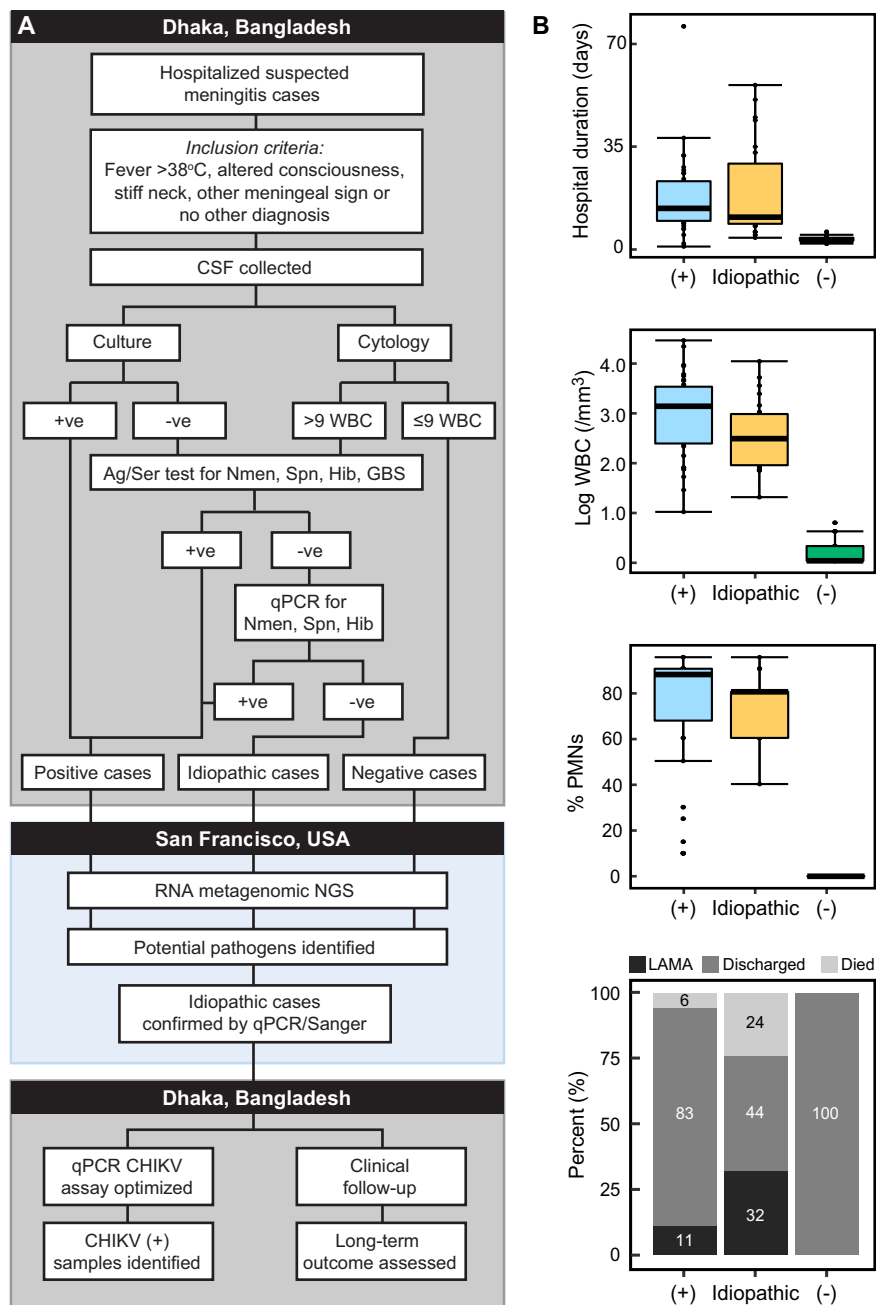 A
Dhaka, Bangladesh
Hospitalized suspected
meningitis cases
Inclusion criteria:
Fever >38°C, altered consciousness,
stiff neck, other meningeal sign or
no other diagnosis
CSF collected
Culture
Cytology
+ve
-ve
>9 WBC
≤9 WBC
Ag/Ser test for Nmen, Spn, Hib, GBS
+ve
-ve
qPCR for
Nmen, Spn, Hib
+ve
-ve
Positive cases
Idiopathic cases
Negative cases
San Francisco, USA
RNA metagenomic NGS
Potential pathogens identified
Idiopathic cases
confirmed by qPCR/Sanger
Dhaka, Bangladesh
qPCR CHIKV
assay optimized
Clinical
follow-up
CHIKV (+)
samples identified
Long-term
outcome assessed
B
Hospital duration (days)
70
35
0
(+) Idiopathic (-)
Log WBC (/mm³)
4.0
3.0
2.0
1.0
0
(+) Idiopathic (-)
% PMNs
80
60
40
20
0
(+) Idiopathic (-)
LAMA Discharged Died
Percent (%)
100
75
50
25
0
6
83
11
24
44
32
100
(+) Idiopathic (-)